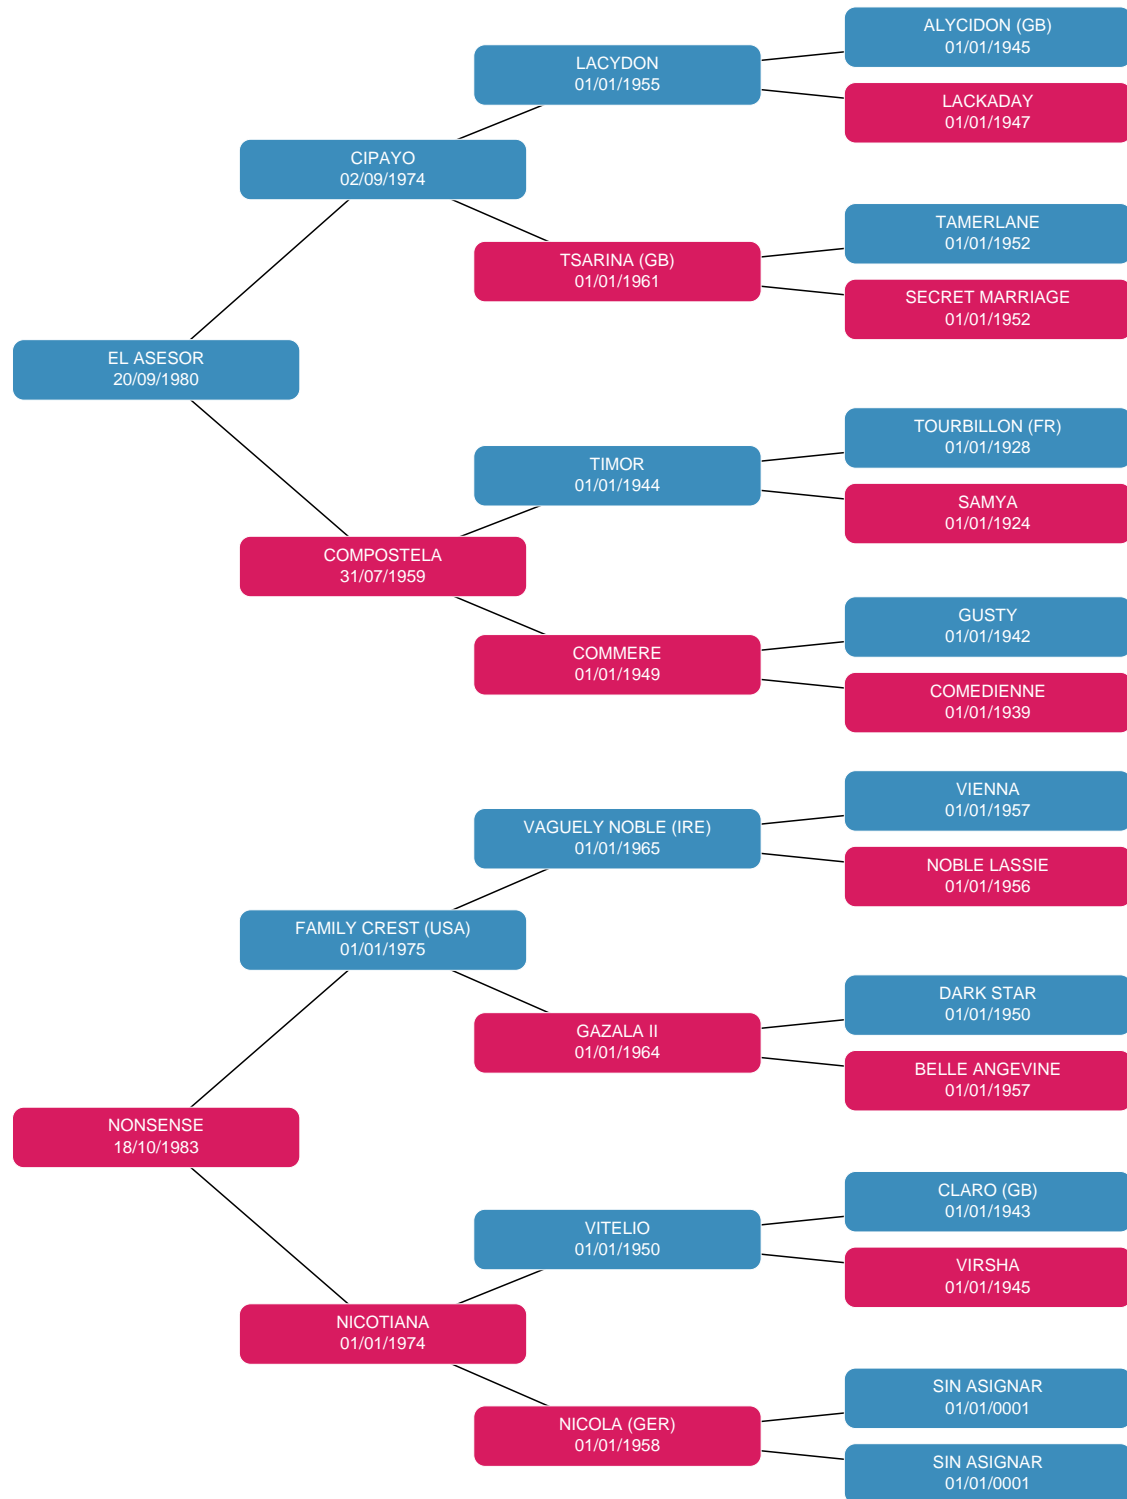 ALYCIDON (GB)
01/01/1945
LACYDON
01/01/1955
LACKADAY
01/01/1947
CIPAYO
02/09/1974
TAMERLANE
01/01/1952
TSARINA (GB)
01/01/1961
SECRET MARRIAGE
01/01/1952
EL ASESOR
20/09/1980
TOURBILLON (FR)
01/01/1928
TIMOR
01/01/1944
SAMYA
01/01/1924
COMPOSTELA
31/07/1959
GUSTY
01/01/1942
COMMERE
01/01/1949
COMEDIENNE
01/01/1939
VIENNA
01/01/1957
VAGUELY NOBLE (IRE)
01/01/1965
NOBLE LASSIE
01/01/1956
FAMILY CREST (USA)
01/01/1975
DARK STAR
01/01/1950
GAZALA II
01/01/1964
BELLE ANGEVINE
01/01/1957
NONSENSE
18/10/1983
CLARO (GB)
01/01/1943
VITELIO
01/01/1950
VIRSHA
01/01/1945
NICOTIANA
01/01/1974
SIN ASIGNAR
01/01/0001
NICOLA (GER)
01/01/1958
SIN ASIGNAR
01/01/0001